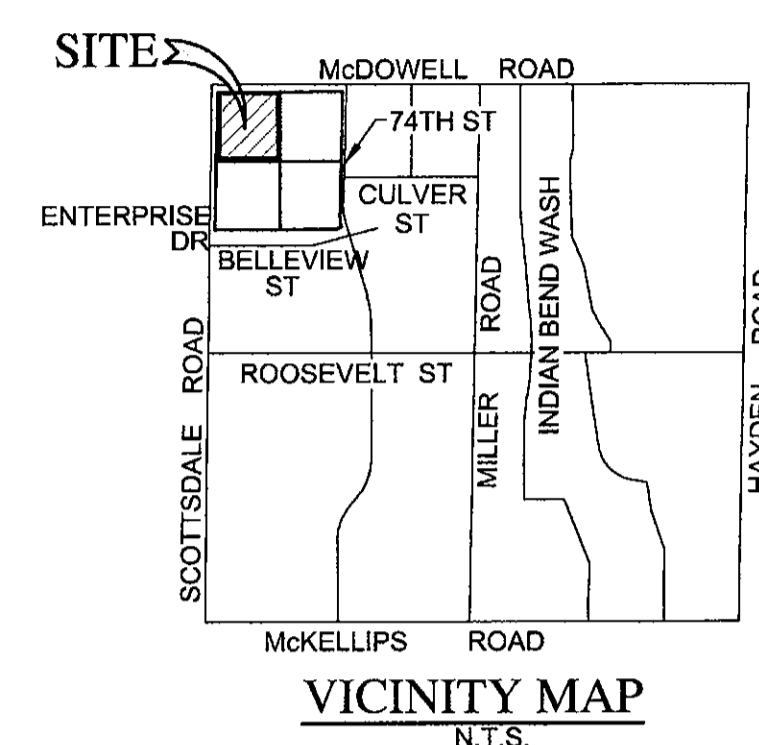 SITE
McDOWELL ROAD
74TH ST
CULVER
ST
ENTERPRISE
DR
BELLEVIEW
ST
ROAD
INDIAN BEND WASH
ROAD
ROAD
ROOSEVELT ST
MILLER
HAYDEN
SCOTTSDALE
McKELLIPS ROAD
VICINITY MAP
N.T.S.